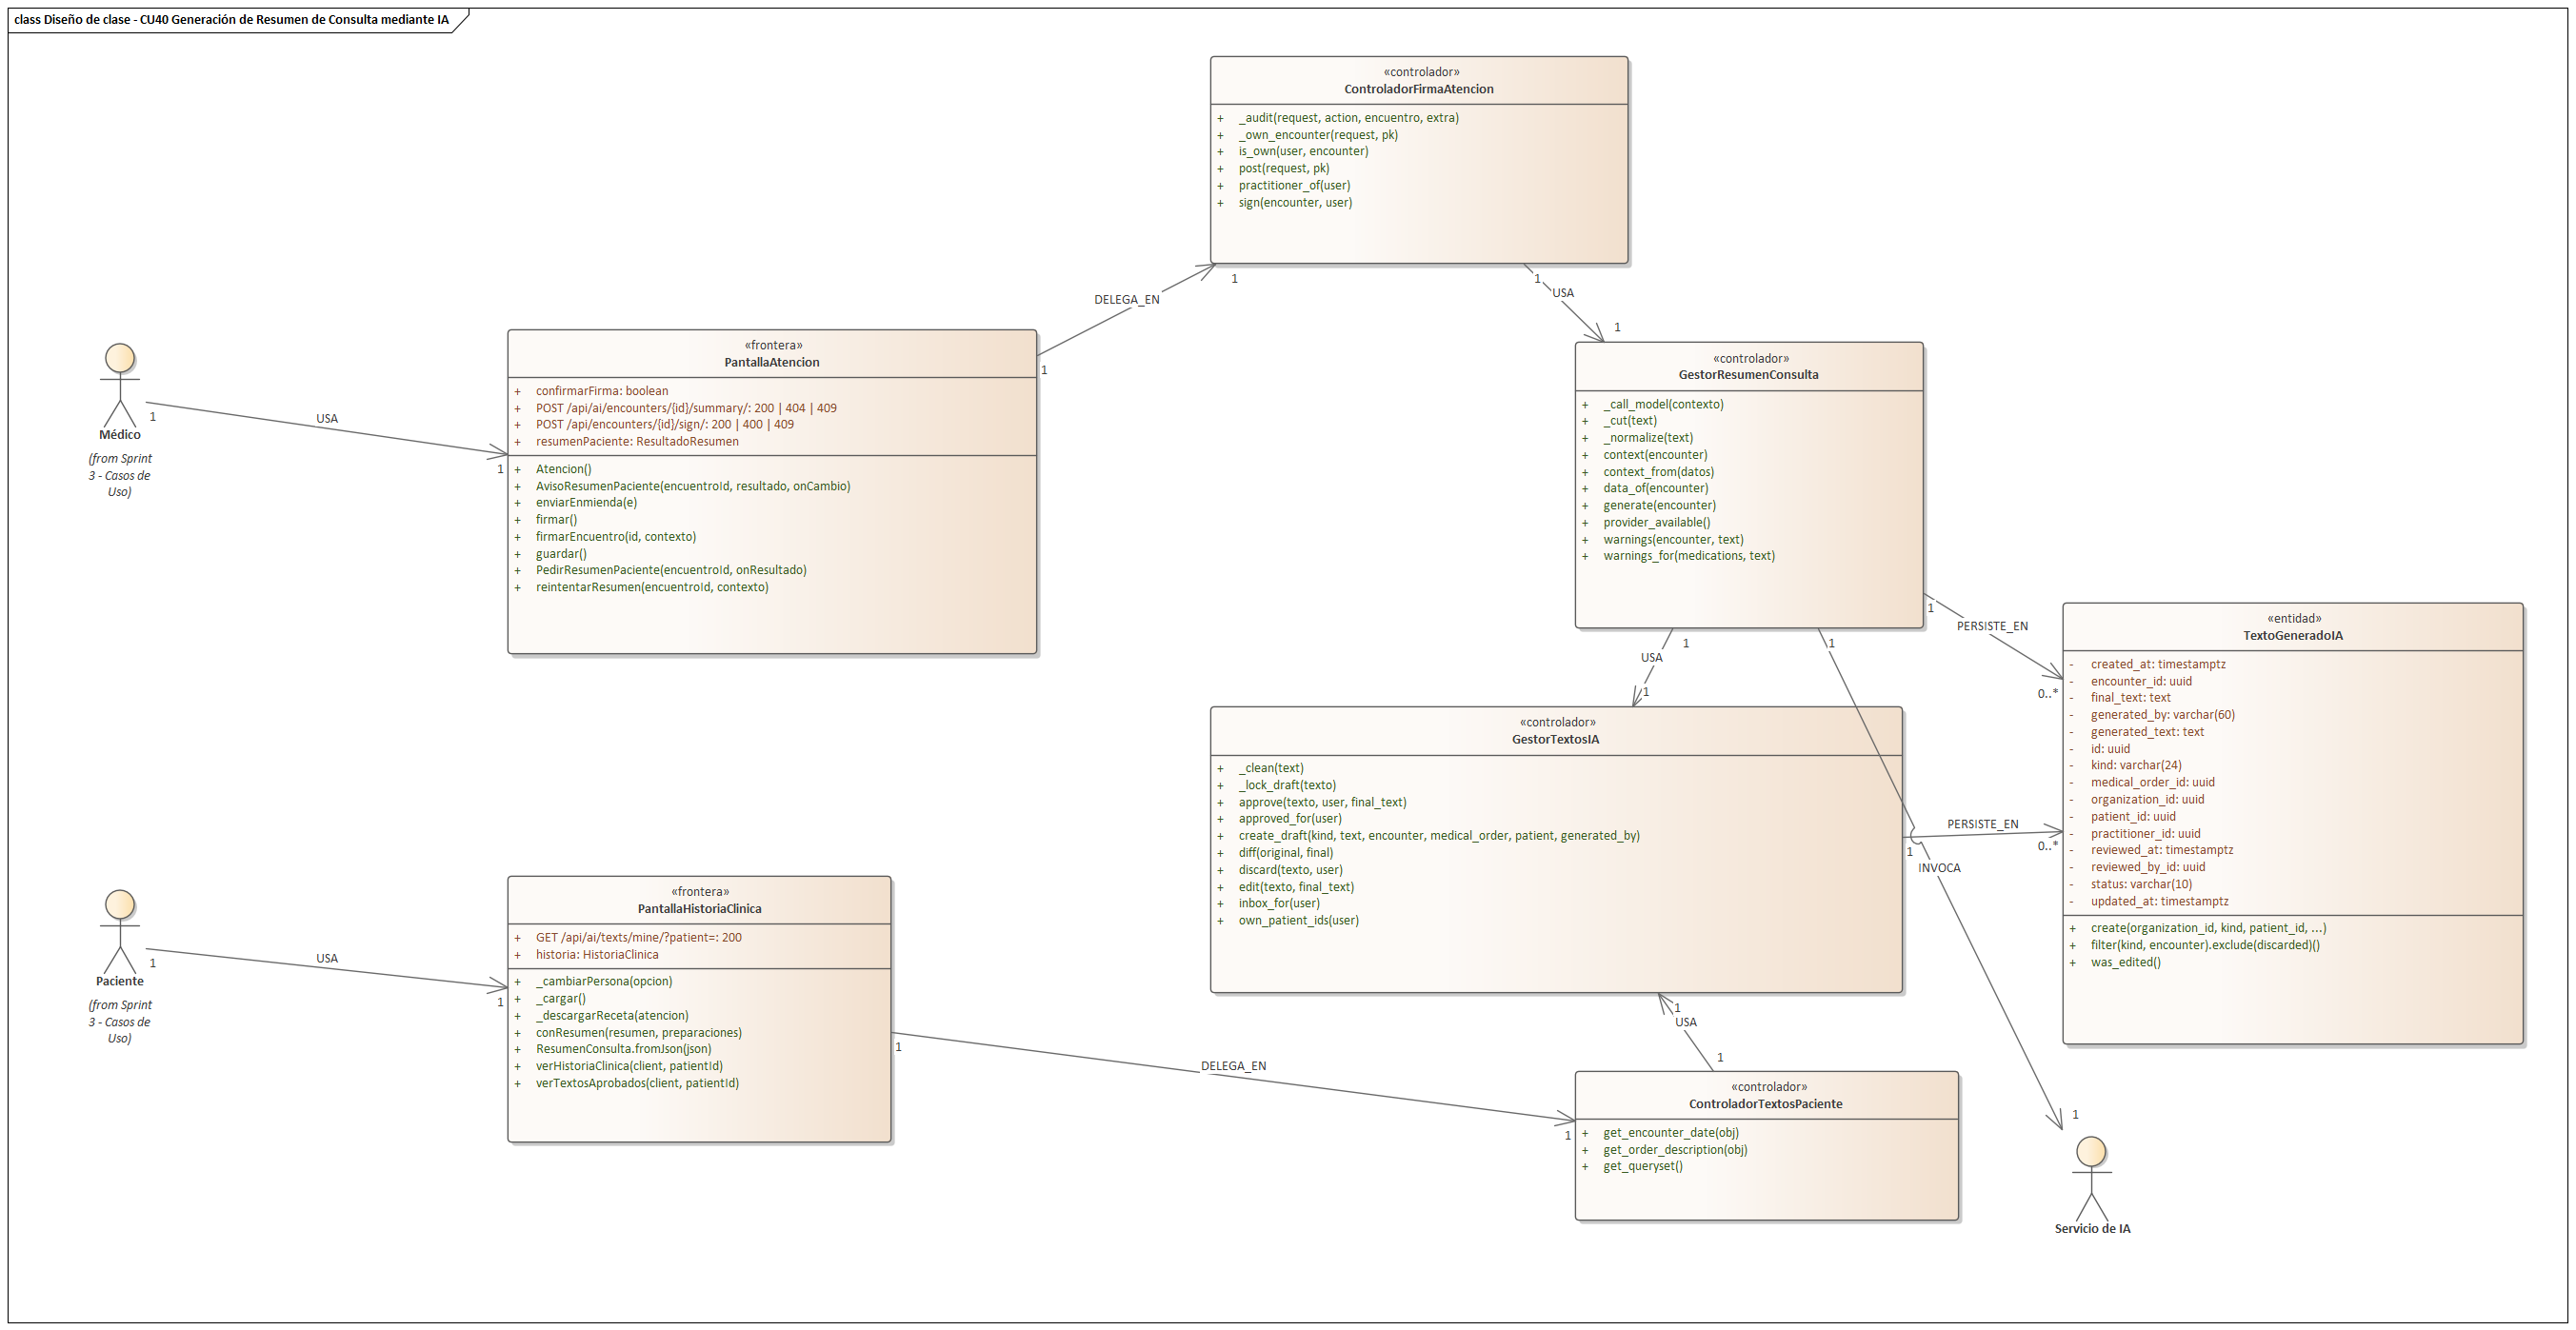 class Diseño de clase - CU40 Generación de Resumen de Consulta mediante IA
«controlador»
ControladorFirmaAtencion
+ _audit(request, action, encuentro, extra)
+ _own_encounter(request, pk)
+ is_own(user, encounter)
+ post(request, pk)
+ practitioner_of(user)
+ sign(encounter, user)
1
DELEGA_EN
1
1
USA
1
Médico
(from Sprint
3 - Casos de
Uso)
1
USA
1
«frontera»
PantallaAtencion
+ confirmarFirma: boolean
+ POST /api/ai/encounters/{id}/summary/: 200 | 404 | 409
+ POST /api/encounters/{id}/sign/: 200 | 400 | 409
+ resumenPaciente: ResultadoResumen
+ Atencion()
+ AvisoResumenPaciente(encuentroId, resultado, onCambio)
+ enviarEnmienda(e)
+ firmar()
+ firmarEncuentro(id, contexto)
+ guardar()
+ PedirResumenPaciente(encuentroId, onResultado)
+ reintentarResumen(encuentroId, contexto)
«controlador»
GestorResumenConsulta
+ _call_model(contexto)
+ _cut(text)
+ _normalize(text)
+ context(encounter)
+ context_from(datos)
+ data_of(encounter)
+ generate(encounter)
+ provider_available()
+ warnings(encounter, text)
+ warnings_for(medications, text)
1
PERSISTE_EN
0..*
1
USA
1
1
INVOCA
1
«entidad»
TextoGeneradoIA
- created_at: timestamptz
- encounter_id: uuid
- final_text: text
- generated_by: varchar(60)
- generated_text: text
- id: uuid
- kind: varchar(24)
- medical_order_id: uuid
- organization_id: uuid
- patient_id: uuid
- practitioner_id: uuid
- reviewed_at: timestamptz
- reviewed_by_id: uuid
- status: varchar(10)
- updated_at: timestamptz
+ create(organization_id, kind, patient_id, ...)
+ filter(kind, encounter).exclude(discarded)()
+ was_edited()
«controlador»
GestorTextosIA
+ _clean(text)
+ _lock_draft(texto)
+ approve(texto, user, final_text)
+ approved_for(user)
+ create_draft(kind, text, encounter, medical_order, patient, generated_by)
+ diff(original, final)
+ discard(texto, user)
+ edit(texto, final_text)
+ inbox_for(user)
+ own_patient_ids(user)
1
PERSISTE_EN
0..*
Paciente
(from Sprint
3 - Casos de
Uso)
1
USA
1
«frontera»
PantallaHistoriaClinica
+ GET /api/ai/texts/mine/?patient=: 200
+ historia: HistoriaClinica
+ _cambiarPersona(opcion)
+ _cargar()
+ _descargarReceta(atencion)
+ conResumen(resumen, preparaciones)
+ ResumenConsulta.fromJson(json)
+ verHistoriaClinica(client, patientId)
+ verTextosAprobados(client, patientId)
1
DELEGA_EN
1
1
USA
1
«controlador»
ControladorTextosPaciente
+ get_encounter_date(obj)
+ get_order_description(obj)
+ get_queryset()
Servicio de IA